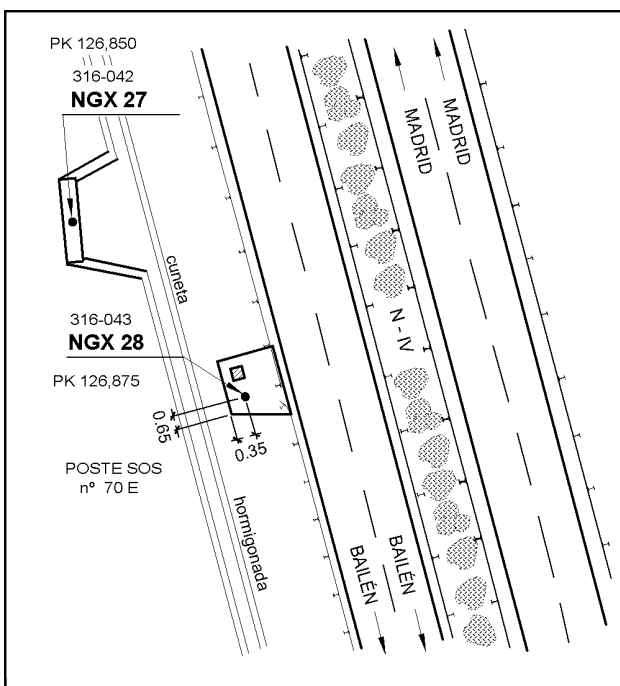 PK 126,850
316-042
NGX 27
MADRID
MADRID
cuneta
N - IV
316-043
NGX 28
PK 126,875
0.65
0.35
POSTE SOS
nº 70 E
hormigonada
BAILÉN
BAILÉN